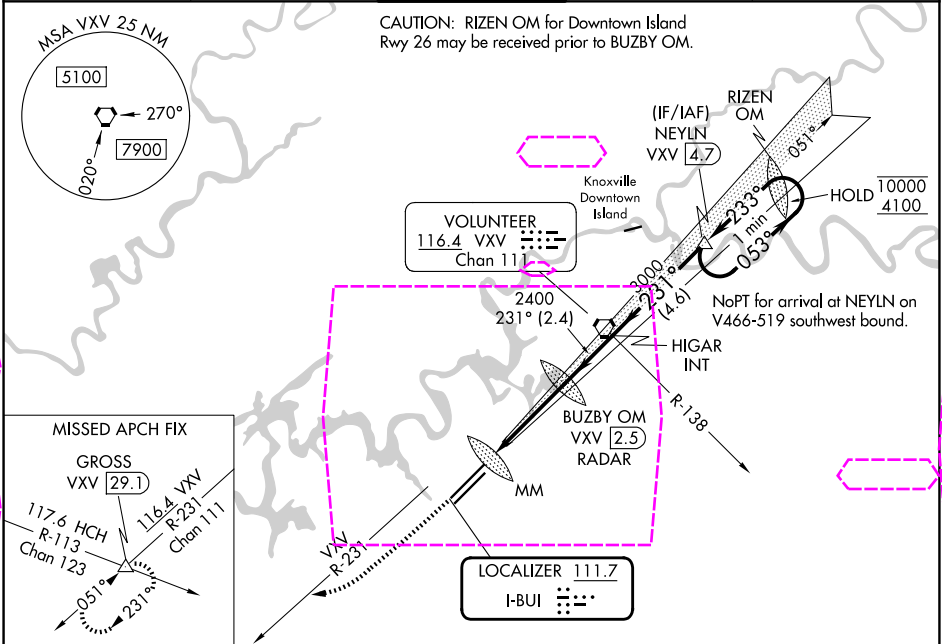 MSA VXV 25 NM
5100
270°
7900
020°
CAUTION: RIZEN OM for Downtown Island
Rwy 26 may be received prior to BUZBY OM.
(IF/IAF)
NEYLN
VXV 4.7
RIZEN
OM
051°
HOLD 10000
4100
233°
1 min
053°
Knoxville
Downtown
Island
VOLUNTEER
116.4 VXV
Chan 111
3000
231°
(4.6)
2400
231° (2.4)
NoPT for arrival at NEYLN on
V466-519 southwest bound.
HIGAR
INT
R-138
BUZBY OM
VXV 2.5
RADAR
MM
VXV
R-231
LOCALIZER 111.7
I-BUI
MISSED APCH FIX
GROSS
VXV 29.1
117.6 HCH
R-113
Chan 123
116.4 VXV
R-231
Chan 111
051°
231°